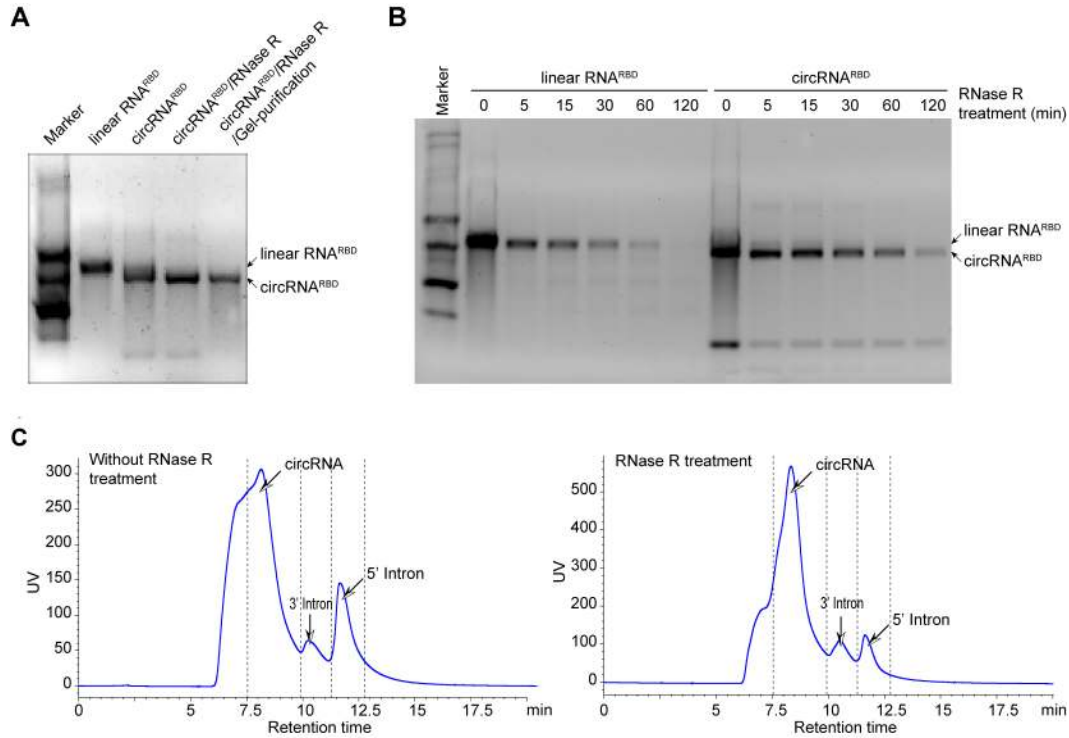 A
Marker
linear RNA^RBD
circRNA^RBD
circRNA^RBD/RNase R
circRNA^RBD/RNase R
/Gel-purification
linear RNA^RBD
circRNA^RBD
B
Marker
linear RNA^RBD
circRNA^RBD
0 5 15 30 60 120 0 5 15 30 60 120
RNase R
treatment (min)
linear RNA^RBD
circRNA^RBD
C
Without RNase R
treatment
circRNA
3' Intron
5' Intron
UV
300
250
200
150
100
50
0
0 5 7.5 10 12.5 15 17.5 min
Retention time
RNase R treatment
circRNA
3' Intron
5' Intron
UV
500
400
300
200
100
0
0 5 7.5 10 12.5 15 17.5 min
Retention time